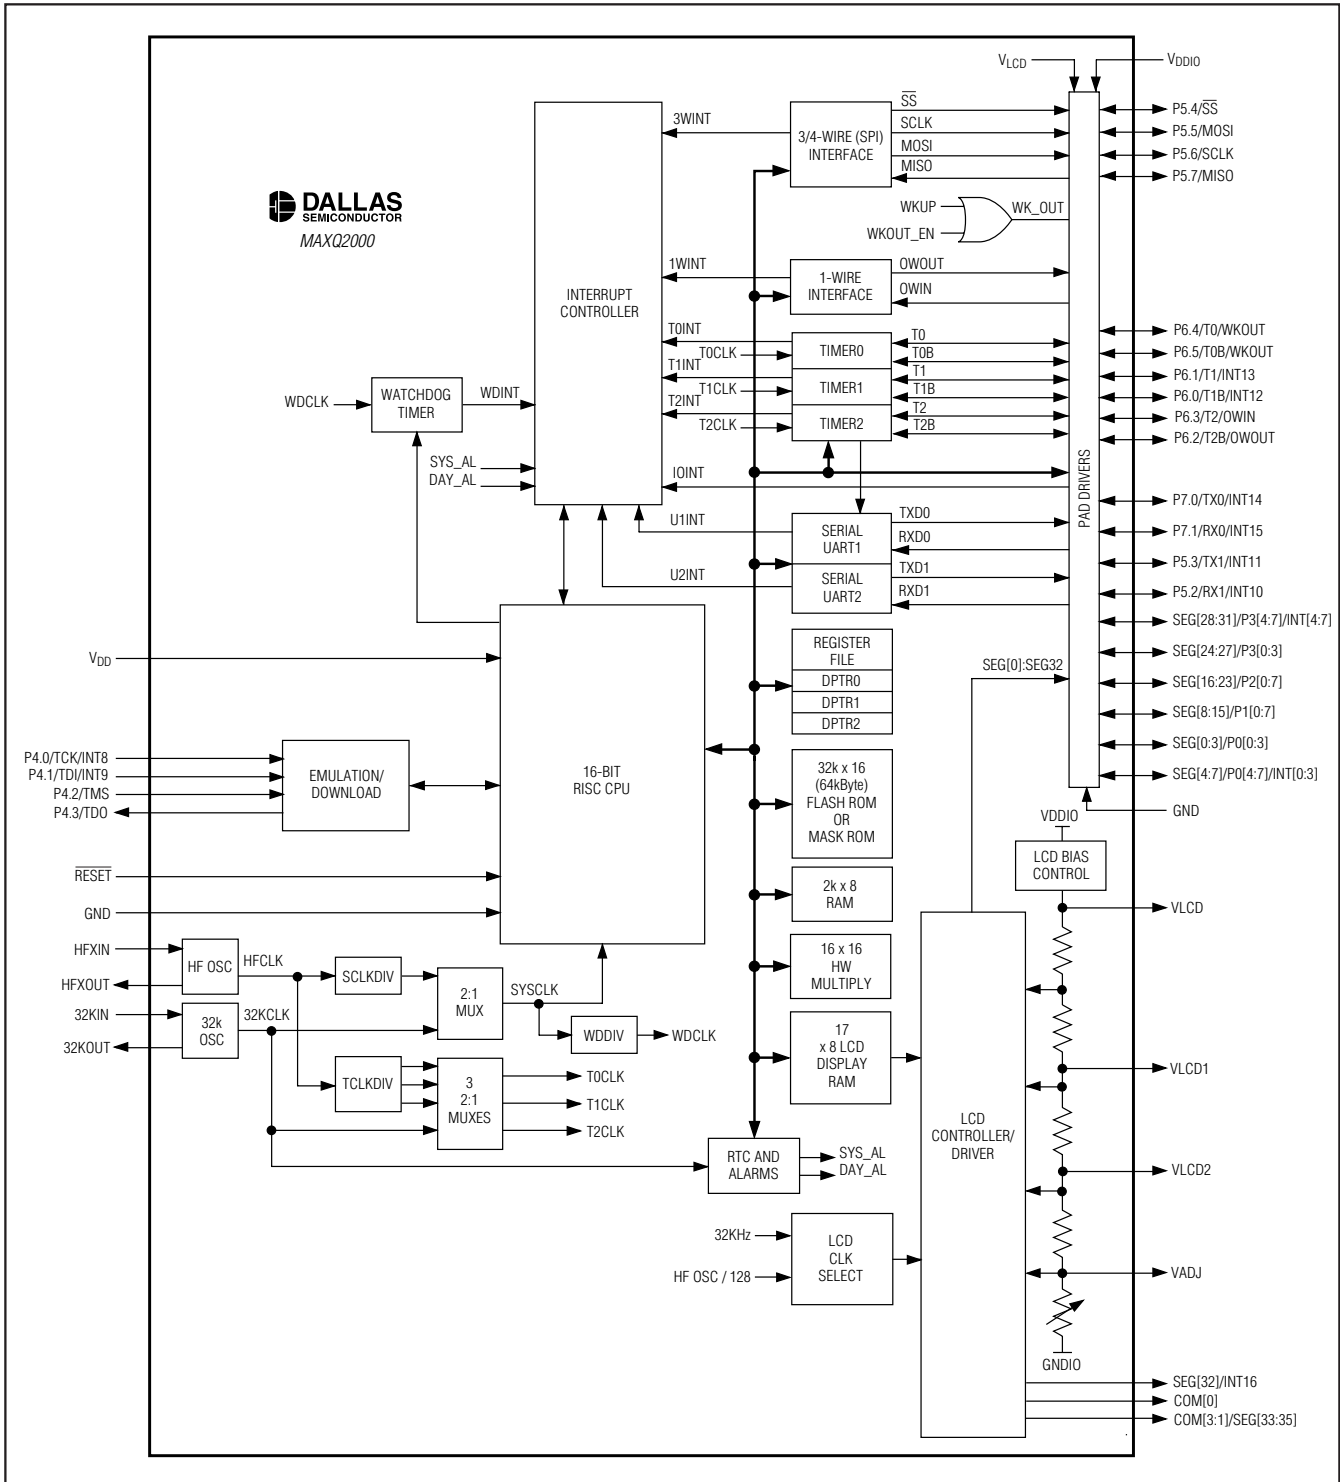 V_LCD
V_DDIO
DALLAS
SEMICONDUCTOR
MAXQ2000
INTERRUPT
CONTROLLER
3WINT
1WINT
T0INT
T0CLK
T1INT
T1CLK
T2INT
T2CLK
IOINT
U1INT
U2INT
3/4-WIRE (SPI)
INTERFACE
S̅S̅
SCLK
MOSI
MISO
WKUP
WKOUT_EN
WK_OUT
1-WIRE
INTERFACE
OWOUT
OWIN
TIMER0
TIMER1
TIMER2
T0
T0B
T1
T1B
T2
T2B
SERIAL
UART1
SERIAL
UART2
TXD0
RXD0
TXD1
RXD1
PAD DRIVERS
P5.4/S̅S̅
P5.5/MOSI
P5.6/SCLK
P5.7/MISO
P6.4/T0/WKOUT
P6.5/T0B/WKOUT
P6.1/T1/INT13
P6.0/T1B/INT12
P6.3/T2/OWIN
P6.2/T2B/OWOUT
P7.0/TX0/INT14
P7.1/RX0/INT15
P5.3/TX1/INT11
P5.2/RX1/INT10
SEG[28:31]/P3[4:7]/INT[4:7]
SEG[24:27]/P3[0:3]
SEG[16:23]/P2[0:7]
SEG[8:15]/P1[0:7]
SEG[0:3]/P0[0:3]
SEG[4:7]/P0[4:7]/INT[0:3]
GND
WDCLK
WATCHDOG
TIMER
WDINT
SYS_AL
DAY_AL
V_DD
P4.0/TCK/INT8
P4.1/TDI/INT9
P4.2/TMS
P4.3/TDO
EMULATION/
DOWNLOAD
16-BIT
RISC CPU
R̅E̅S̅E̅T̅
GND
HFXIN
HFXOUT
HF OSC
HFCLK
32KIN
32KOUT
32k
OSC
32KCLK
SCLKDIV
2:1
MUX
SYSCLK
WDDIV
WDCLK
TCLKDIV
3
2:1
MUXES
T0CLK
T1CLK
T2CLK
REGISTER
FILE
DPTR0
DPTR1
DPTR2
32k x 16
(64kByte)
FLASH ROM
OR
MASK ROM
2k x 8
RAM
16 x 16
HW
MULTIPLY
17
x 8 LCD
DISPLAY
RAM
RTC AND
ALARMS
SYS_AL
DAY_AL
32KHz
HF OSC / 128
LCD
CLK
SELECT
SEG[0]:SEG32
LCD
CONTROLLER/
DRIVER
VDDIO
LCD BIAS
CONTROL
VLCD
VLCD1
VLCD2
VADJ
GNDIO
SEG[32]/INT16
COM[0]
COM[3:1]/SEG[33:35]